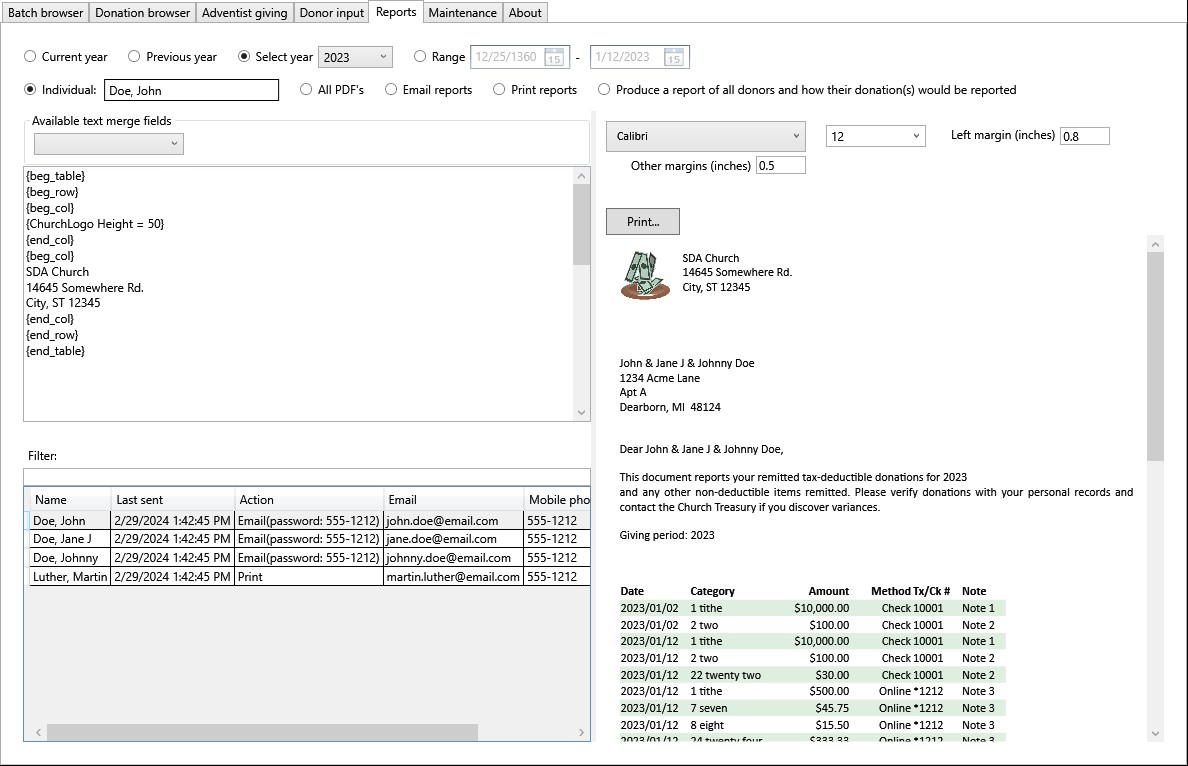 Batch browser Donation browser Adventist giving Donor input Reports Maintenance About
Current year Previous year Select year 2023 Range 12/25/1360 15 - 1/12/2023 15
Individual: Doe, John All PDF's Email reports Print reports Produce a report of all donors and how their donation(s) would be reported
Available text merge fields
{beg_table}
{beg_row}
{beg_col}
{ChurchLogo Height = 50}
{end_col}
{beg_col}
SDA Church
14645 Somewhere Rd.
City, ST 12345
{end_col}
{end_row}
{end_table}
Filter:
Name Last sent Action Email Mobile pho
Doe, John 2/29/2024 1:42:45 PM Email(password: 555-1212) john.doe@email.com 555-1212
Doe, Jane J 2/29/2024 1:42:45 PM Email(password: 555-1212) jane.doe@email.com 555-1212
Doe, Johnny 2/29/2024 1:42:45 PM Email(password: 555-1212) johnny.doe@email.com 555-1212
Luther, Martin 2/29/2024 1:42:45 PM Print martin.luther@email.com 555-1212
Calibri 12 Left margin (inches) 0.8
Other margins (inches) 0.5
Print...
SDA Church
14645 Somewhere Rd.
City, ST 12345
John & Jane J & Johnny Doe
1234 Acme Lane
Apt A
Dearborn, MI 48124
Dear John & Jane J & Johnny Doe,
This document reports your remitted tax-deductible donations for 2023
and any other non-deductible items remitted. Please verify donations with your personal records and
contact the Church Treasury if you discover variances.
Giving period: 2023
Date Category Amount Method Tx/Ck # Note
2023/01/02 1 tithe $10,000.00 Check 10001 Note 1
2023/01/02 2 two $100.00 Check 10001 Note 2
2023/01/12 1 tithe $10,000.00 Check 10001 Note 1
2023/01/12 2 two $100.00 Check 10001 Note 2
2023/01/12 22 twenty two $30.00 Check 10001 Note 2
2023/01/12 1 tithe $500.00 Online *1212 Note 3
2023/01/12 7 seven $45.75 Online *1212 Note 3
2023/01/12 8 eight $15.50 Online *1212 Note 3
2023/01/12 24 twenty four $333.33 Online *1212 Note 3